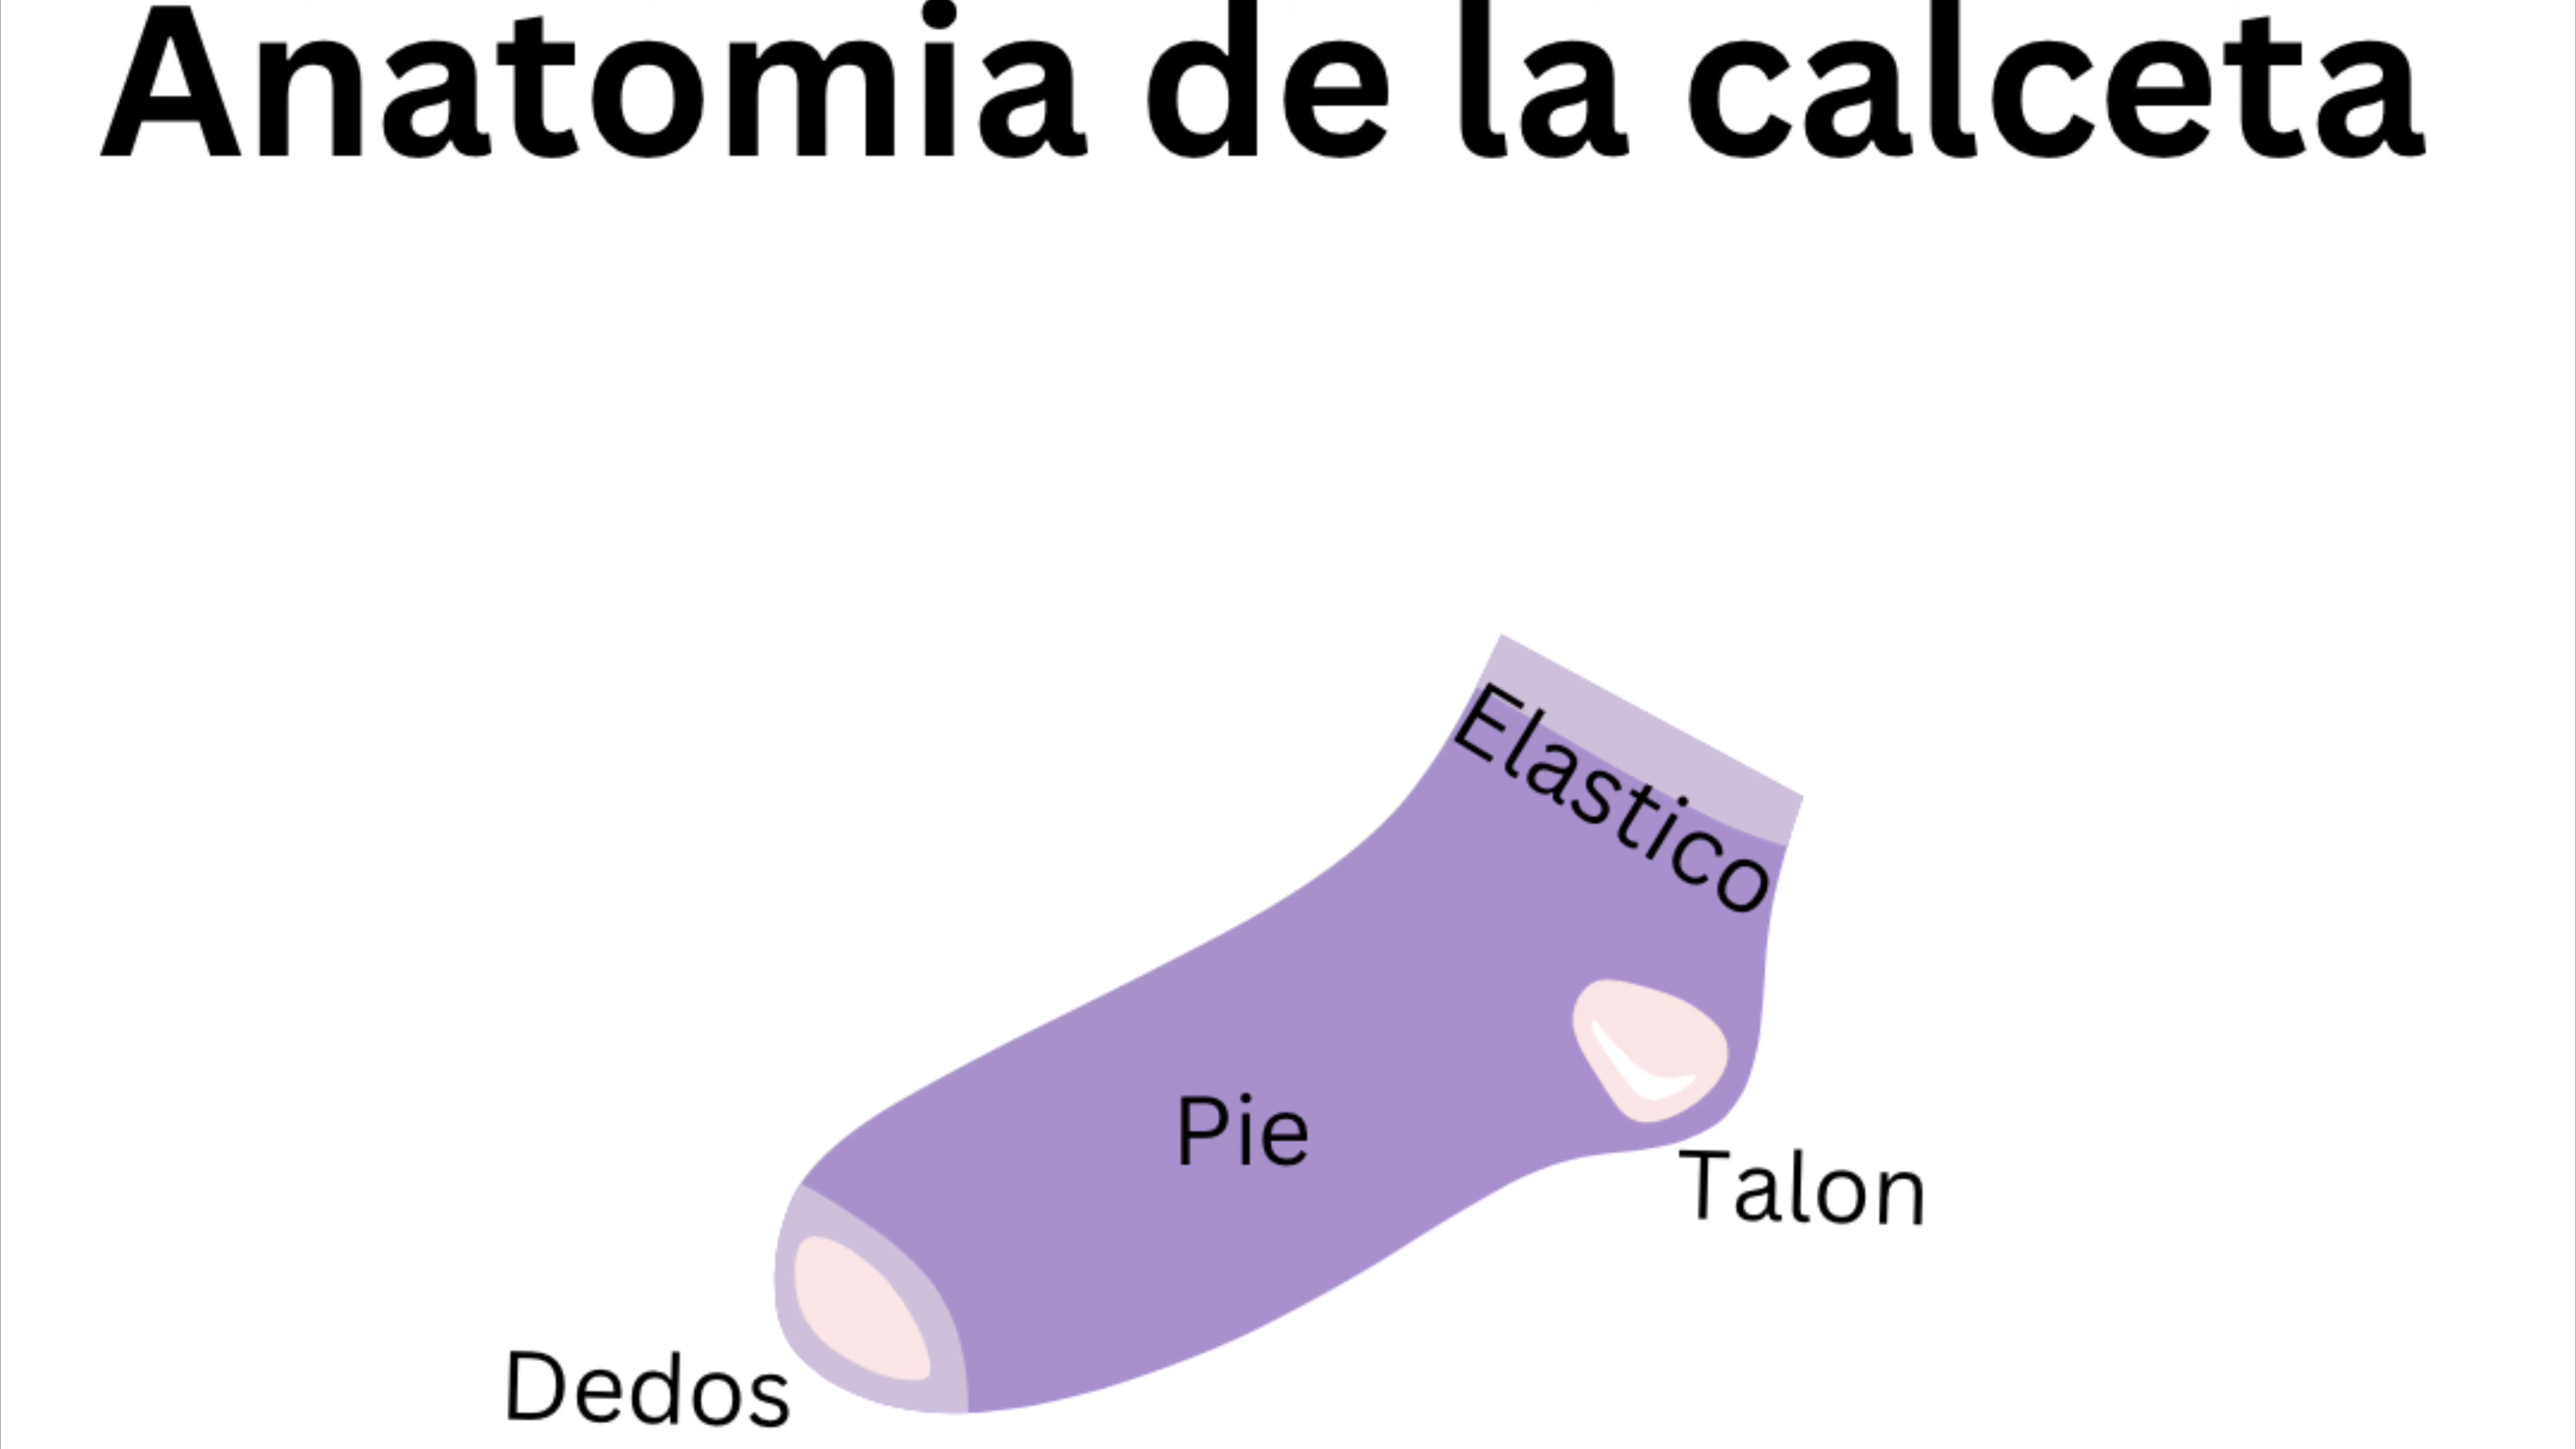 Anatomia de la calceta
Elastico
Pie
Talon
Dedos